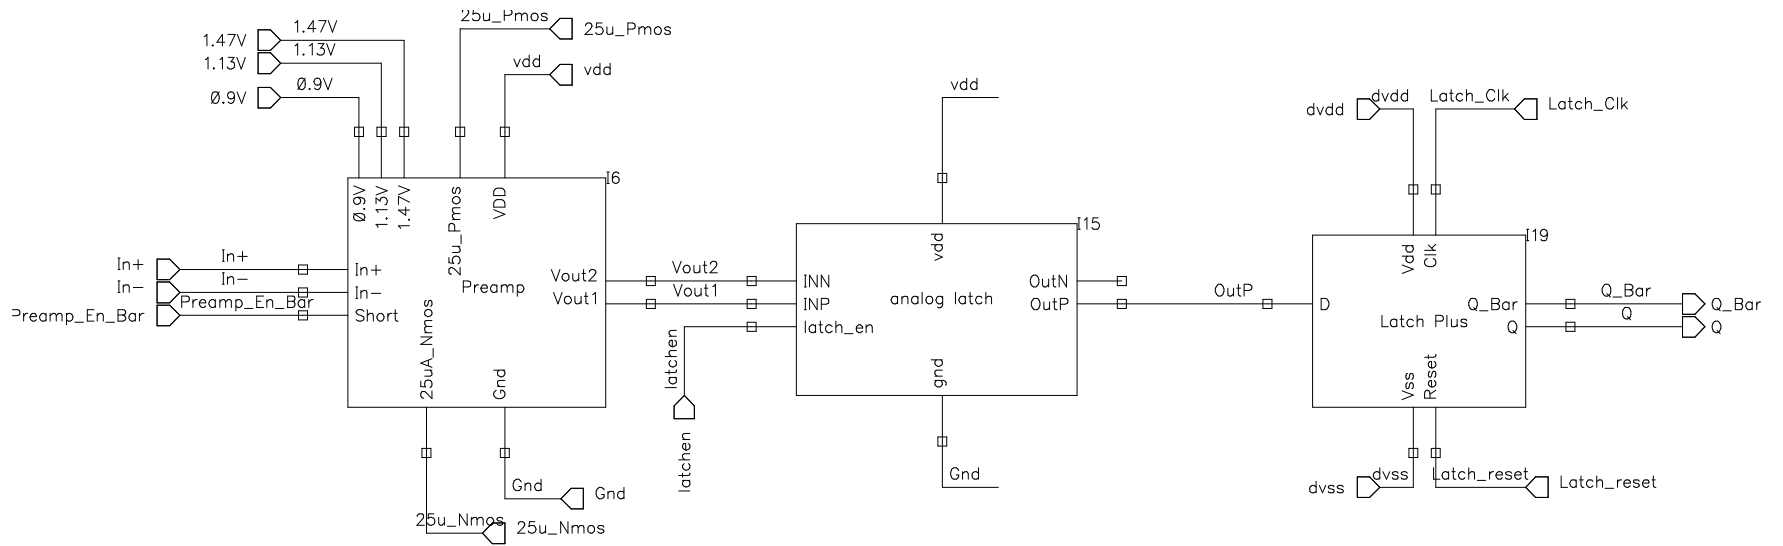 25u_Pmos
25u_Pmos
1.47V
1.47V
1.13V
1.13V
0.9V
0.9V
vdd
vdd
I6
0.9V
1.13V
1.47V
25u_Pmos
VDD
In+
In+
In+
In-
In-
In-
Preamp_En_Bar
Preamp_En_Bar
Short
Preamp
Vout2
Vout1
25uA_Nmos
Gnd
Gnd
Gnd
25u_Nmos
25u_Nmos
Vout2
Vout1
latchen
latchen
vdd
I15
vdd
INN
INP
latch_en
analog latch
OutN
OutP
gnd
Gnd
OutP
dvdd
dvdd
Latch_Clk
Latch_Clk
I19
Vdd
Clk
D
Latch Plus
Q_Bar
Q
Q_Bar
Q_Bar
Q
Q
Vss
Reset
dvss
dvss
Latch_reset
Latch_reset